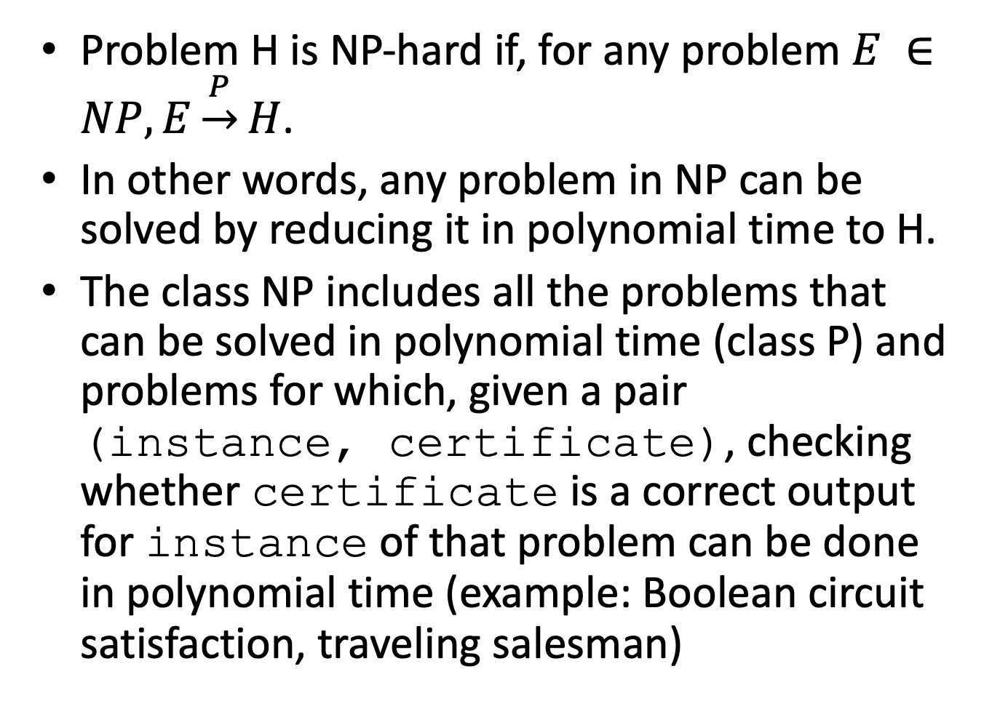 • Problem H is NP-hard if, for any problem E ∈
NP, E →^P H.
• In other words, any problem in NP can be
solved by reducing it in polynomial time to H.
• The class NP includes all the problems that
can be solved in polynomial time (class P) and
problems for which, given a pair
(instance, certificate), checking
whether certificate is a correct output
for instance of that problem can be done
in polynomial time (example: Boolean circuit
satisfaction, traveling salesman)